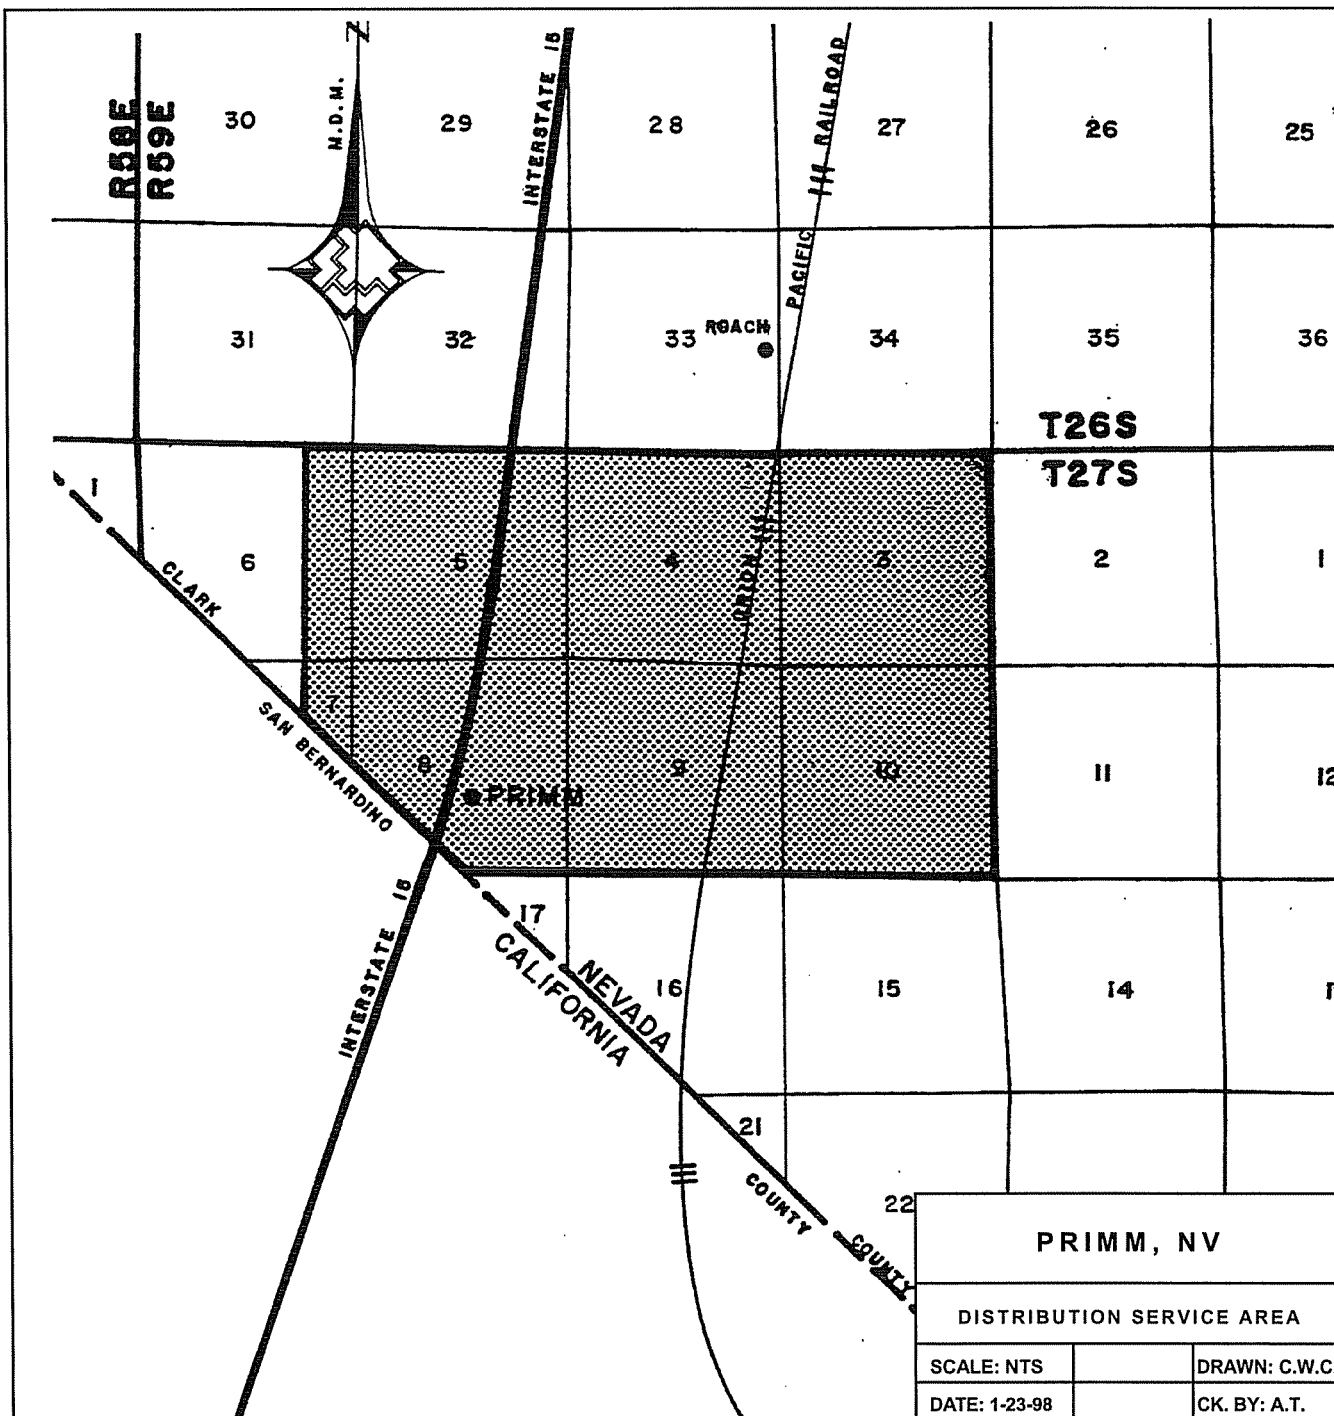 R58E
R59E
30
M.D.M.
N
29
INTERSTATE 15
28
RAILROAD
27
26
25
31
32
33
ROACH
PACIFIC
34
35
36
T26S
T27S
1
CLARK
6
5
4
UNION
3
2
1
SAN BERNARDINO
7
8
PRIMM
9
10
11
12
INTERSTATE 15
17
CALIFORNIA
NEVADA
16
15
14
1
21
COUNTY
COUNTY
22
PRIMM, NV
DISTRIBUTION SERVICE AREA
SCALE: NTS
DRAWN: C.W.C.
DATE: 1-23-98
CK. BY: A.T.